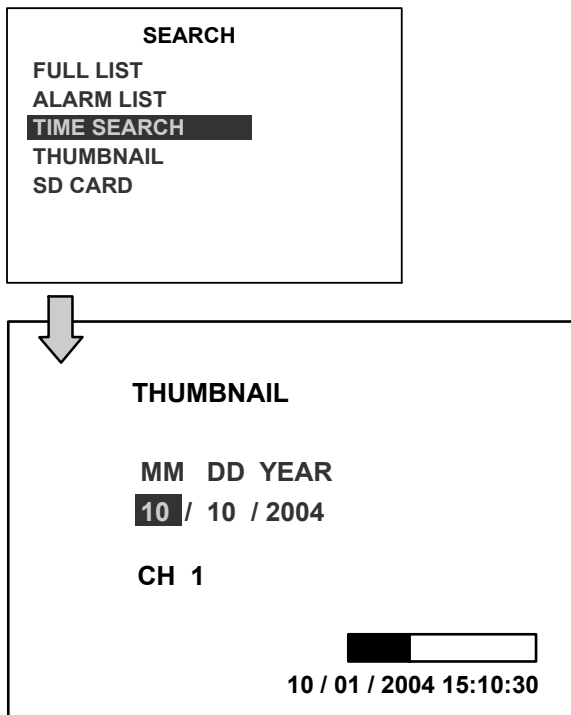 SEARCH
FULL LIST
ALARM LIST
TIME SEARCH
THUMBNAIL
SD CARD
THUMBNAIL
MM DD YEAR
10 / 10 / 2004
CH 1
10 / 01 / 2004 15:10:30